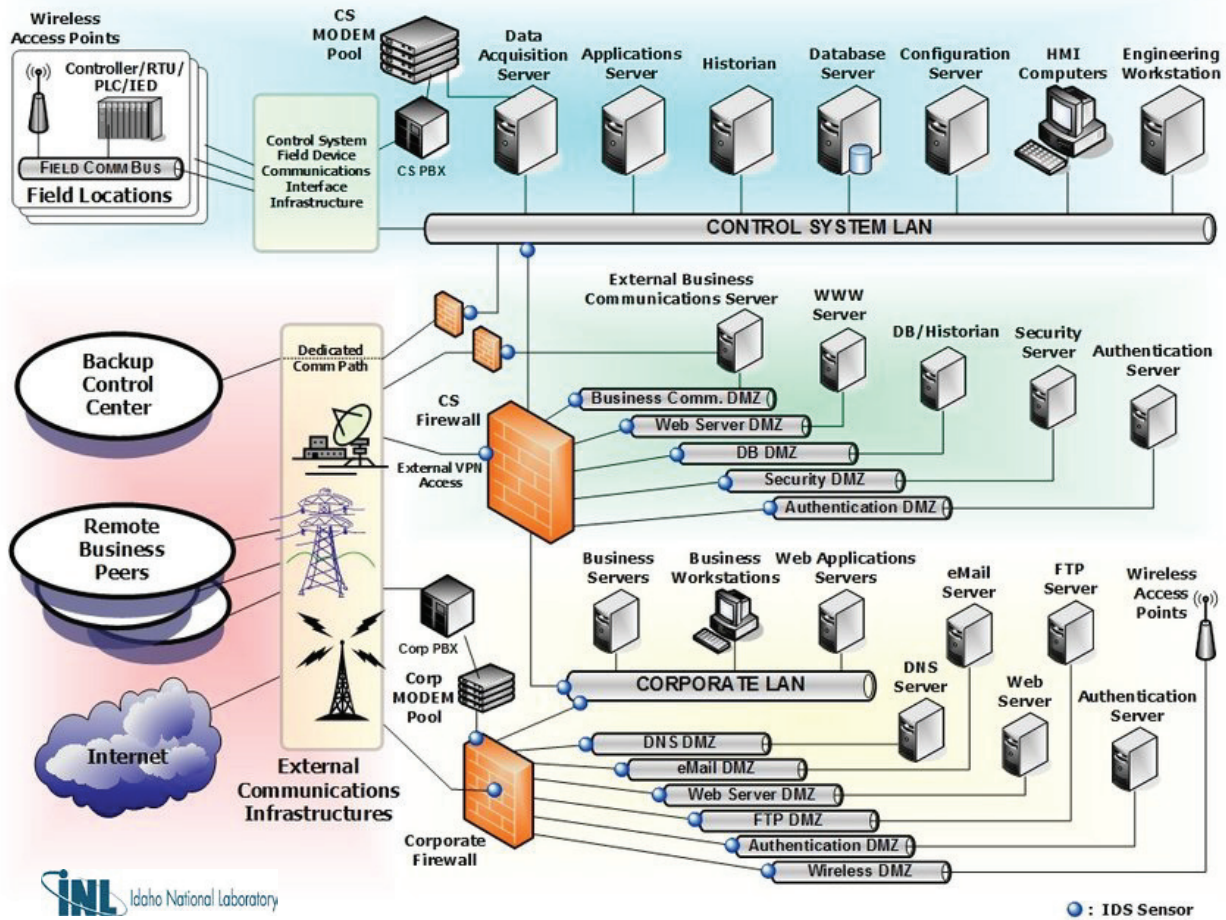 Wireless
Access Points
Controller/RTU/
PLC/IED
FIELD COMM BUS
Field Locations
Control System
Field Device
Communications
Interface
Infrastructure
CS
MODEM
Pool
CS PBX
Data
Acquisition
Server
Applications
Server
Historian
Database
Server
Configuration
Server
HMI
Computers
Engineering
Workstation
CONTROL SYSTEM LAN
External Business
Communications Server
WWW
Server
DB/Historian
Security
Server
Authentication
Server
Backup
Control
Center
Dedicated
Comm Path
CS
Firewall
External VPN
Access
Business Comm. DMZ
Web Server DMZ
DB DMZ
Security DMZ
Authentication DMZ
Remote
Business
Peers
Internet
External
Communications
Infrastructures
Corp PBX
Corp
MODEM
Pool
Business
Servers
Business
Workstations
Web Applications
Servers
eMail
Server
FTP
Server
Wireless
Access
Points
CORPORATE LAN
DNS
Server
Web
Server
Authentication
Server
DNS DMZ
eMail DMZ
Web Server DMZ
FTP DMZ
Authentication DMZ
Wireless DMZ
Corporate
Firewall
INL Idaho National Laboratory
: IDS Sensor